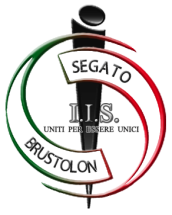 SEGATO
I.I.S.
UNITI PER ESSERE UNICI
BRUSTOLON